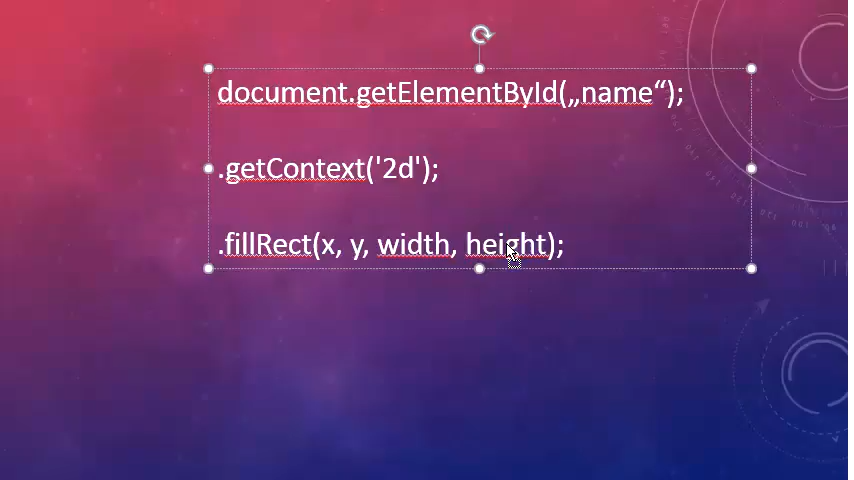 document.getElementById(„name“);
.getContext('2d');
.fillRect(x, y, width, height);